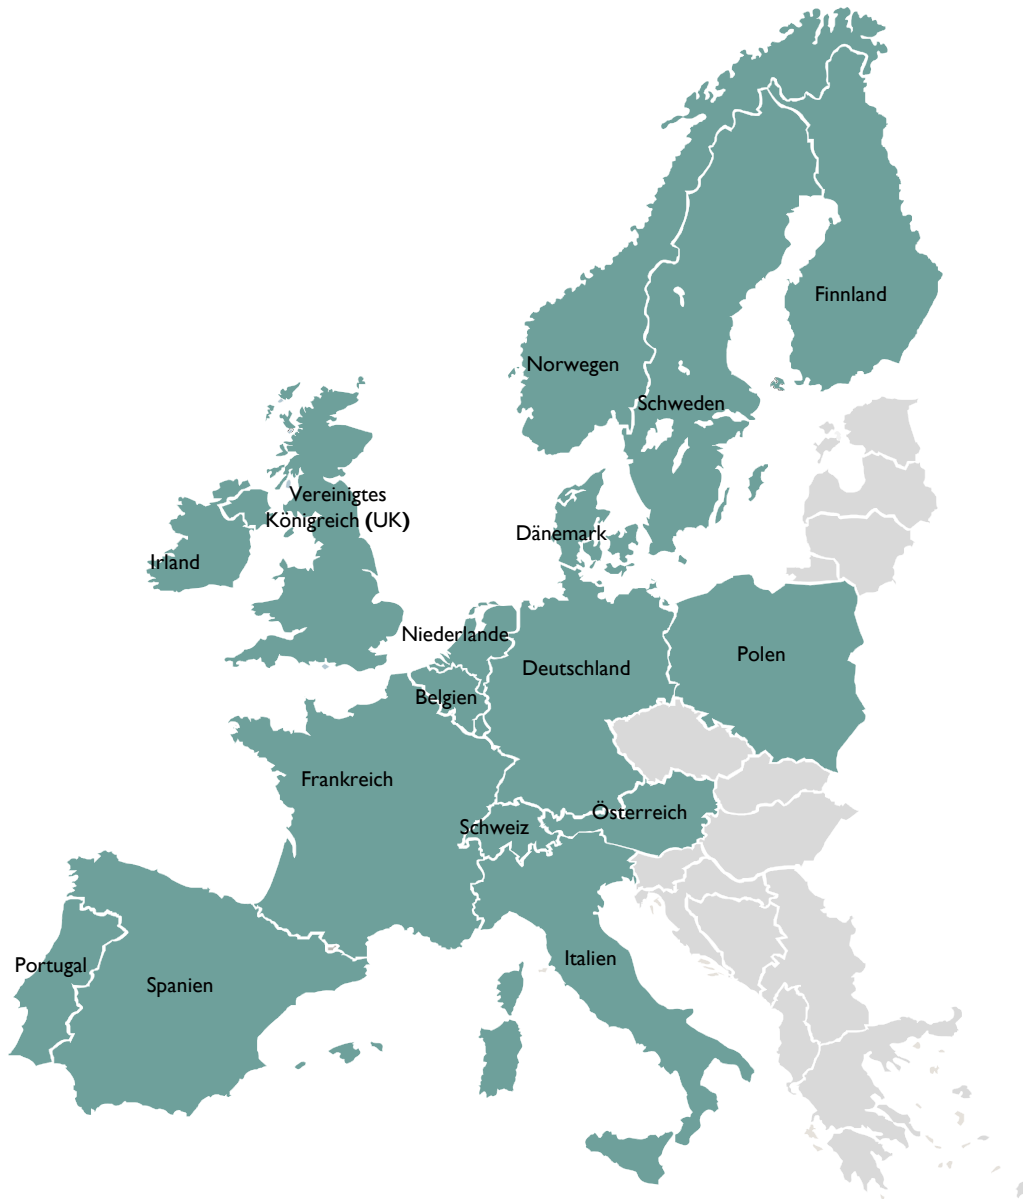 Finnland
Norwegen
Schweden
Vereinigtes
Königreich (UK)
Dänemark
Irland
Niederlande
Deutschland
Polen
Belgien
Frankreich
Österreich
Schweiz
Italien
Portugal
Spanien